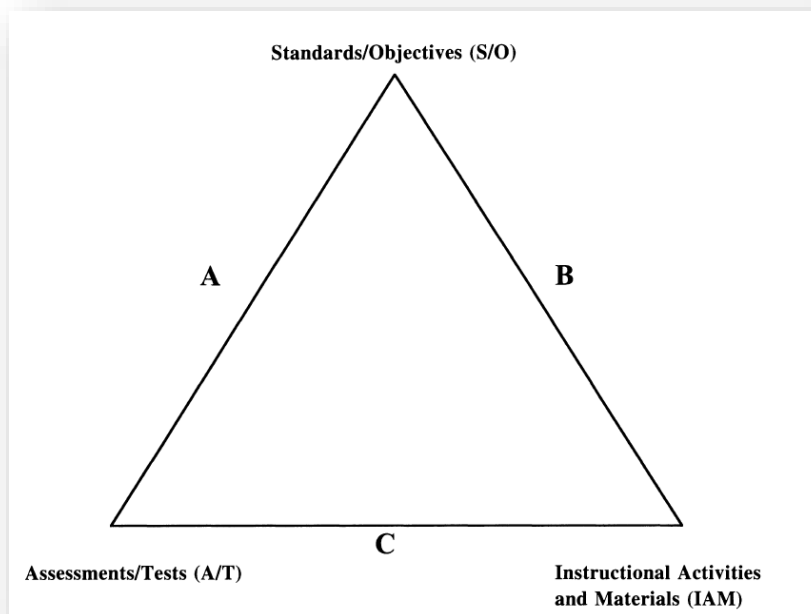 Standards/Objectives (S/O)
A
B
C
Assessments/Tests (A/T)
Instructional Activities
and Materials (IAM)